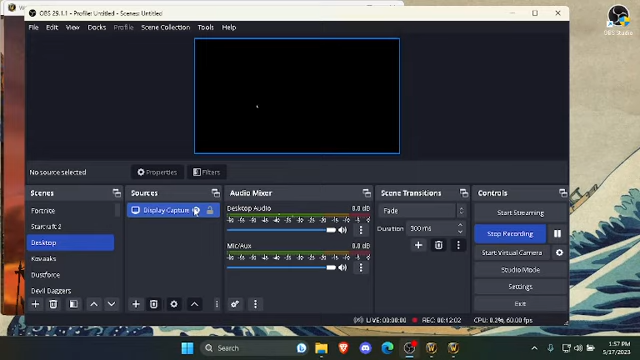 OBS 29.1.1 - Profile: Untitled - Scenes: Untitled
OBS Studio
File Edit View Docks Profile Scene Collection Tools Help
No source selected
Properties
Filters
Scenes
Sources
Audio Mixer
Scene Transitions
Controls
Fortnite
Starcraft 2
Desktop
Kovaaks
Dustforce
Devil Daggers
Display Capture
Desktop Audio
0.0 dB
Mic/Aux
0.0 dB
Fade
Duration
300 ms
Start Streaming
Stop Recording
Start Virtual Camera
Studio Mode
Settings
Exit
LIVE: 00:00:00
REC: 00:12:02
CPU: 0.2%, 60.00 fps
Search
1:57 PM
5/17/2023